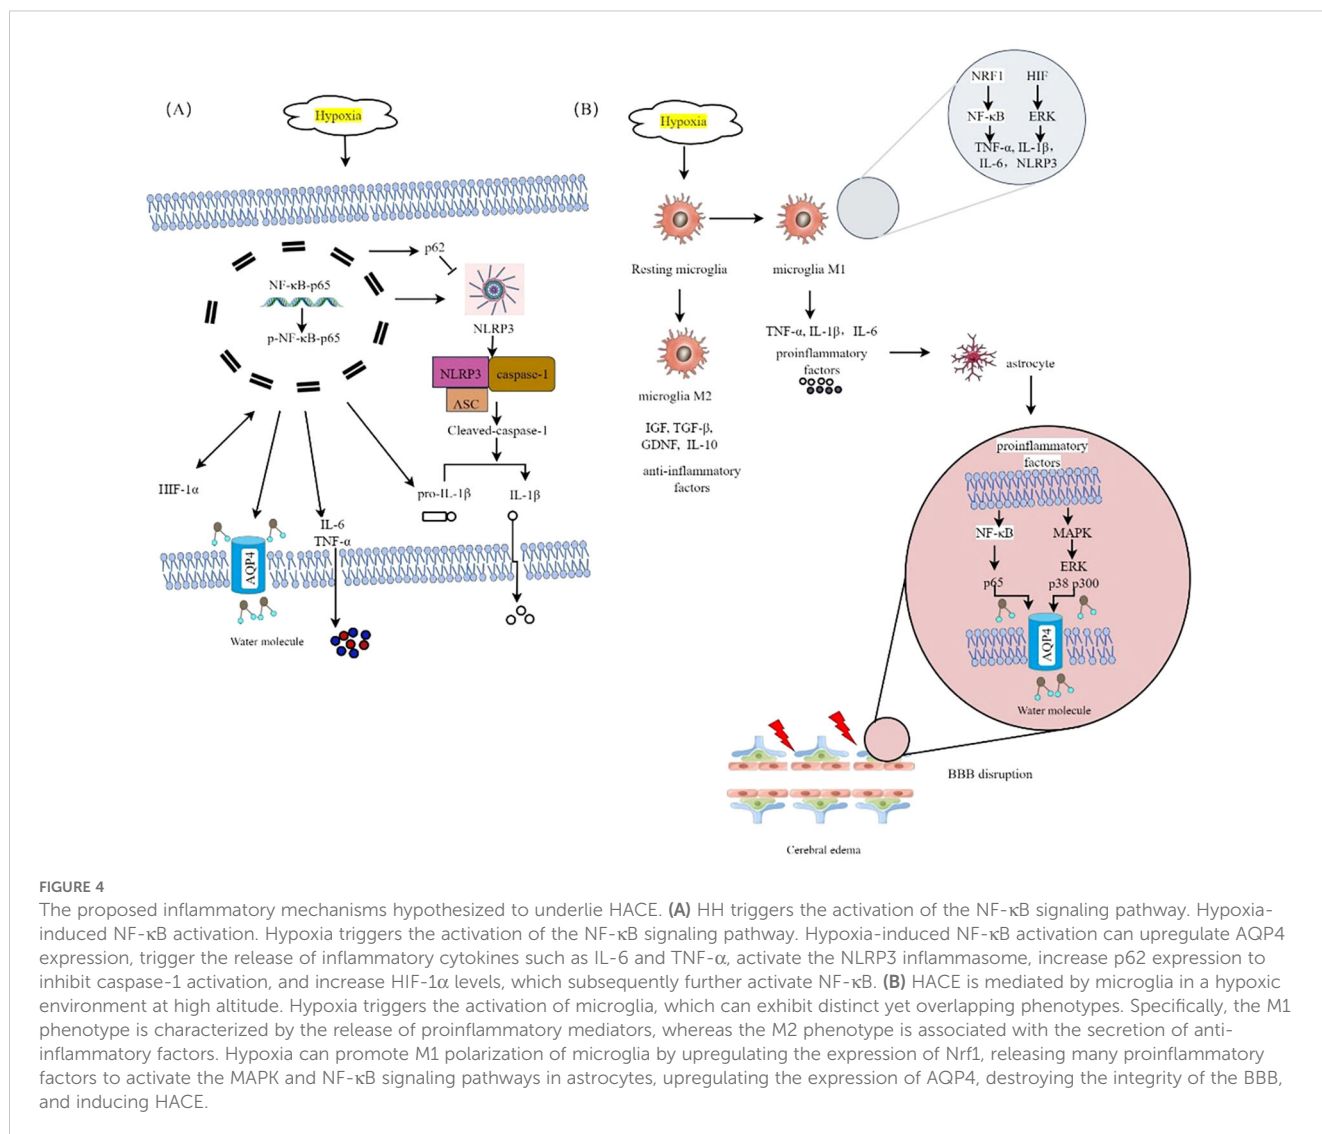 (A)
Hypoxia
p62
NF-κB-p65
p-NF-κB-p65
NLRP3
NLRP3
caspase-1
ASC
Cleaved-caspase-1
HIF-1α
pro-IL-1β
IL-1β
IL-6
TNF-α
AQP4
Water molecule
(B)
Hypoxia
NRF1
HIF
NF-κB
ERK
TNF-α, IL-1β,
IL-6, NLRP3
Resting microglia
microglia M1
TNF-α, IL-1β, IL-6
proinflammatory
factors
astrocyte
microglia M2
IGF, TGF-β,
GDNF, IL-10
anti-inflammatory
factors
proinflammatory
factors
NF-κB
MAPK
ERK
p65
p38 p300
AQP4
Water molecule
BBB disruption
Cerebral edema
FIGURE 4
The proposed inflammatory mechanisms hypothesized to underlie HACE. (A) HH triggers the activation of the NF-κB signaling pathway. Hypoxia-
induced NF-κB activation. Hypoxia triggers the activation of the NF-κB signaling pathway. Hypoxia-induced NF-κB activation can upregulate AQP4
expression, trigger the release of inflammatory cytokines such as IL-6 and TNF-α, activate the NLRP3 inflammasome, increase p62 expression to
inhibit caspase-1 activation, and increase HIF-1α levels, which subsequently further activate NF-κB. (B) HACE is mediated by microglia in a hypoxic
environment at high altitude. Hypoxia triggers the activation of microglia, which can exhibit distinct yet overlapping phenotypes. Specifically, the M1
phenotype is characterized by the release of proinflammatory mediators, whereas the M2 phenotype is associated with the secretion of anti-
inflammatory factors. Hypoxia can promote M1 polarization of microglia by upregulating the expression of Nrf1, releasing many proinflammatory
factors to activate the MAPK and NF-κB signaling pathways in astrocytes, upregulating the expression of AQP4, destroying the integrity of the BBB,
and inducing HACE.